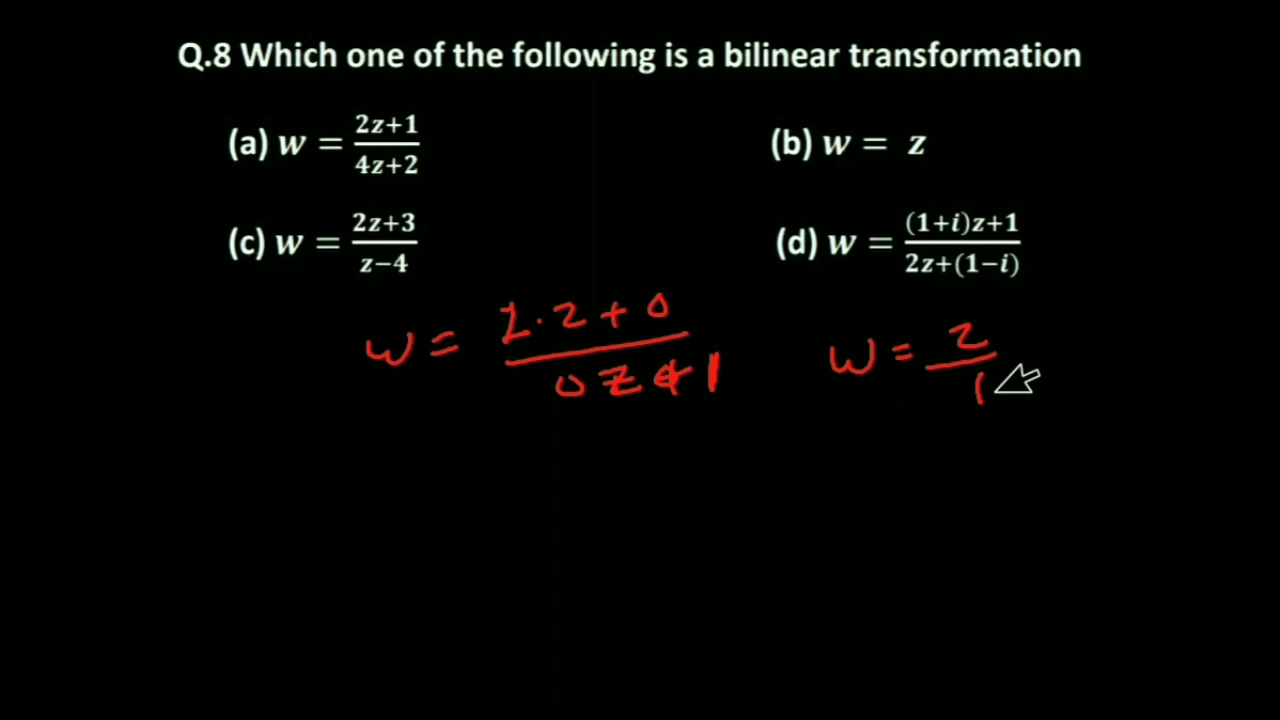 Q.8 Which one of the following is a bilinear transformation
(a) w = 2z+1/4z+2 (b) w = z
(c) w = 2z+3/z−4 (d) w = (1+i)z+1/2z+(1−i)
w = 1·z+0/0z+1 w = z/1